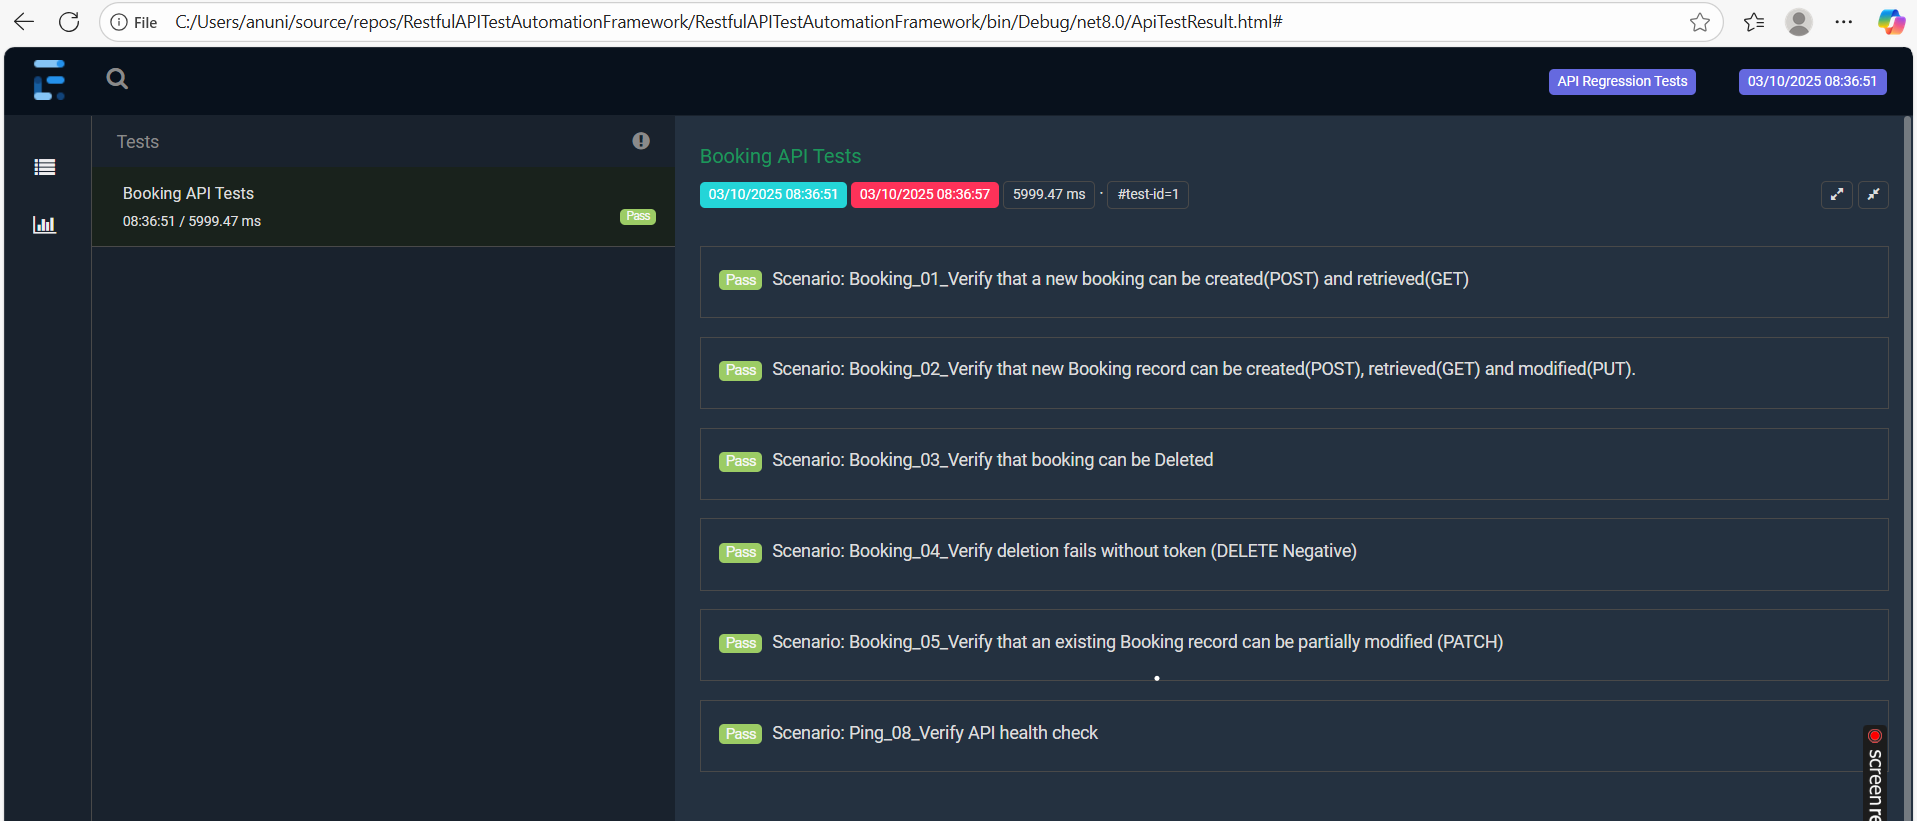 File C:/Users/anuni/source/repos/RestfulAPITestAutomationFramework/RestfulAPITestAutomationFramework/bin/Debug/net8.0/ApiTestResult.html#
API Regression Tests 03/10/2025 08:36:51
Tests
Booking API Tests
08:36:51 / 5999.47 ms
Pass
Booking API Tests
03/10/2025 08:36:51 03/10/2025 08:36:57 5999.47 ms · #test-id=1
Pass Scenario: Booking_01_Verify that a new booking can be created(POST) and retrieved(GET)
Pass Scenario: Booking_02_Verify that new Booking record can be created(POST), retrieved(GET) and modified(PUT).
Pass Scenario: Booking_03_Verify that booking can be Deleted
Pass Scenario: Booking_04_Verify deletion fails without token (DELETE Negative)
Pass Scenario: Booking_05_Verify that an existing Booking record can be partially modified (PATCH)
Pass Scenario: Ping_08_Verify API health check
screen re